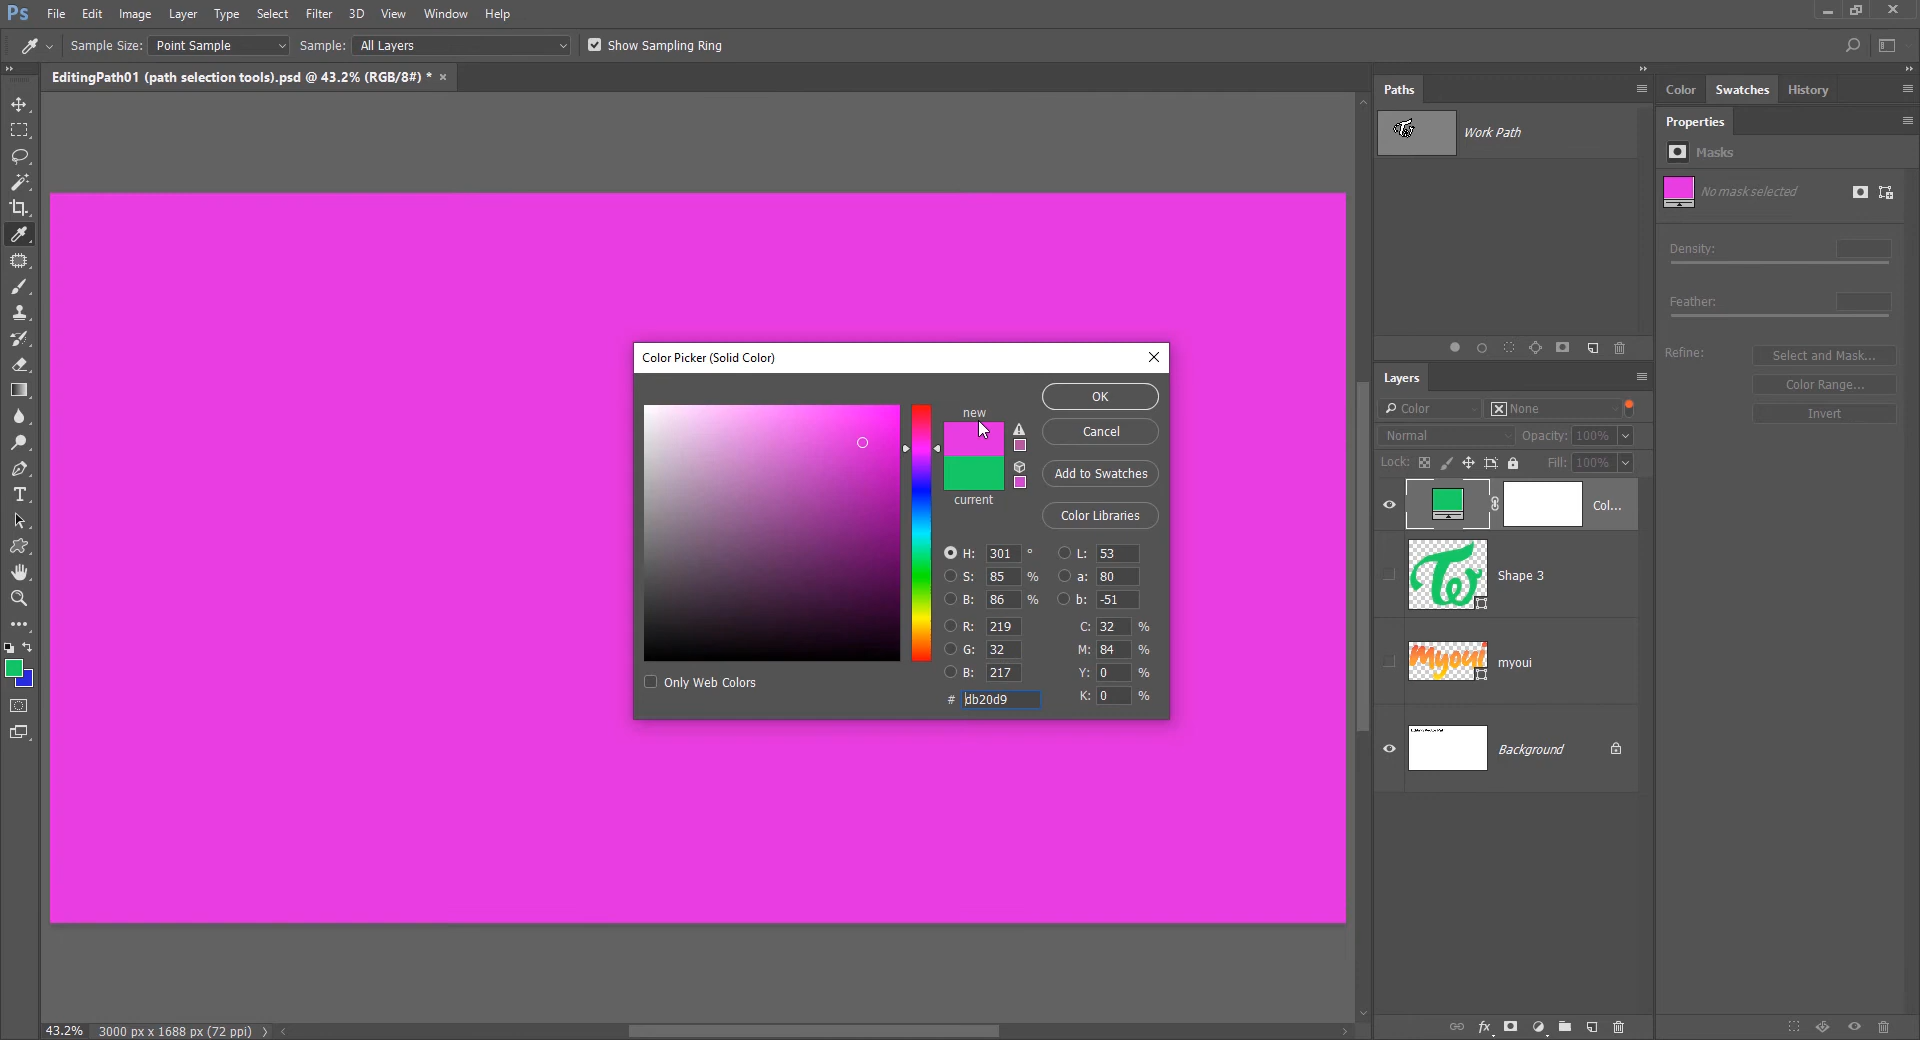 Ps File Edit Image Layer Type Select Filter 3D View Window Help
Sample Size: Point Sample Sample: All Layers Show Sampling Ring
EditingPath01 (path selection tools).psd @ 43.2% (RGB/8#) * ×
Paths
Work Path
Color Swatches History
Properties
Masks
No mask selected
Density:
Feather:
Refine:
Select and Mask...
Color Range...
Invert
Color Picker (Solid Color)
new
current
OK
Cancel
Add to Swatches
Color Libraries
H: 301 °
S: 85 %
B: 86 %
R: 219
G: 32
B: 217
# db20d9
L: 53
a: 80
b: -51
C: 32 %
M: 84 %
Y: 0 %
K: 0 %
Only Web Colors
Layers
Color None
Normal Opacity: 100%
Lock: Fill: 100%
Col...
Tw
Shape 3
Myoui
myoui
Background
43.2% 3000 px x 1688 px (72 ppi)